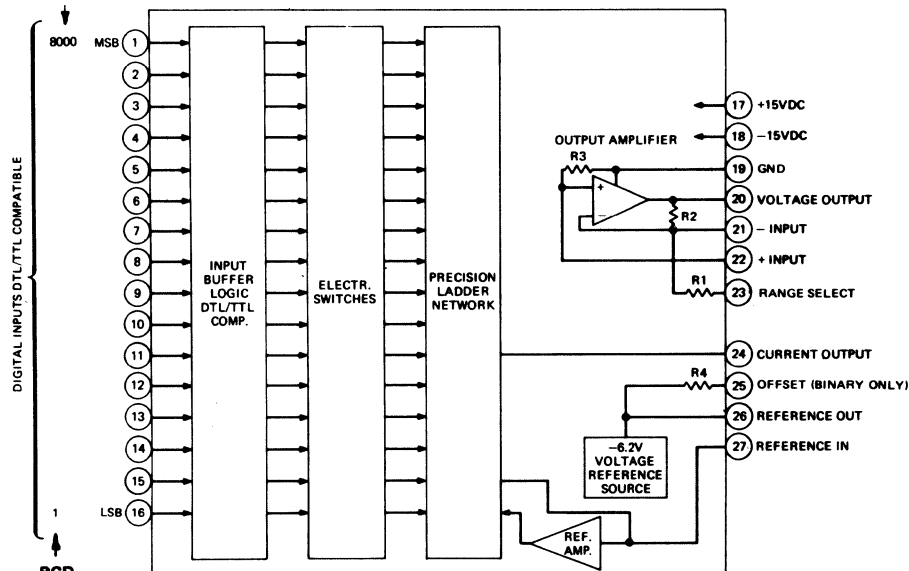 DIGITAL INPUTS DTL/TTL COMPATIBLE
8000 MSB 1
2
3
4
5
6
7
8
9
10
11
12
13
14
15
1 LSB 16
BCD
INPUT
BUFFER
LOGIC
DTL/TTL
COMP.
ELECTR.
SWITCHES
PRECISION
LADDER
NETWORK
OUTPUT AMPLIFIER
R3
+
−
R2
R1
R4
−6.2V
VOLTAGE
REFERENCE
SOURCE
REF.
AMP.
17 +15VDC
18 −15VDC
19 GND
20 VOLTAGE OUTPUT
21 − INPUT
22 + INPUT
23 RANGE SELECT
24 CURRENT OUTPUT
25 OFFSET (BINARY ONLY)
26 REFERENCE OUT
27 REFERENCE IN